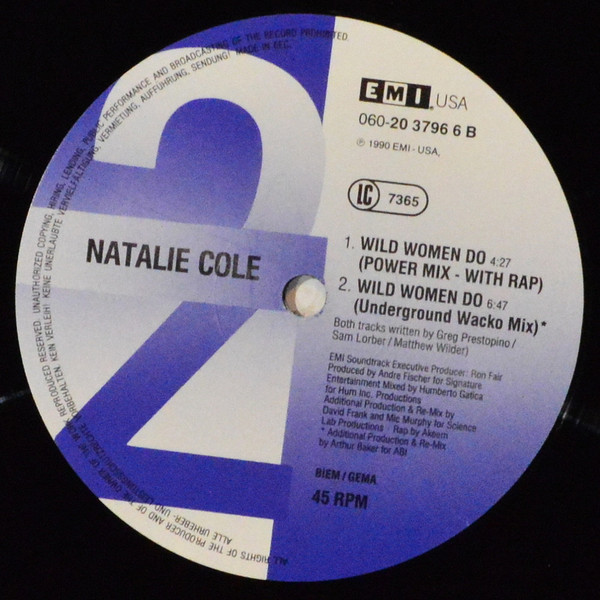 EMI USA
060-20 3796 6 B
℗ 1990 EMI - USA,
LC 7365
NATALIE COLE
1. WILD WOMEN DO 4:27
(POWER MIX - WITH RAP)
2. WILD WOMEN DO 6:47
(Underground Wacko Mix)*
Both tracks written by Greg Prestopino/
Sam Lorber / Matthew Wilder)
EMI Soundtrack Executive Producer: Ron Fair
Produced by Andre Fischer for Signature
Entertainment Mixed by Humberto Gatica
for Hum Inc. Productions
Additional Production & Re-Mix by
David Frank and Mic Murphy for Science
Lab Productions Rap by Akeem
* Additional Production & Re-Mix
by Arthur Baker for ABI
BIEM / GEMA
45 RPM
ALL RIGHTS OF THE PRODUCER AND OF THE OWNER OF THE WORK REPRODUCED RESERVED. UNAUTHORIZED COPYING, HIRING, LENDING, PUBLIC PERFORMANCE AND BROADCASTING OF THE RECORD PROHIBITED.
ALLE URHEBER- UND LEISTUNGSSCHUTZRECHTE VORBEHALTEN. KEIN VERLEIH! KEINE UNERLAUBTE VERVIELFÄLTIGUNG, VERMIETUNG, AUFFÜHRUNG, SENDUNG! MADE IN EEC.